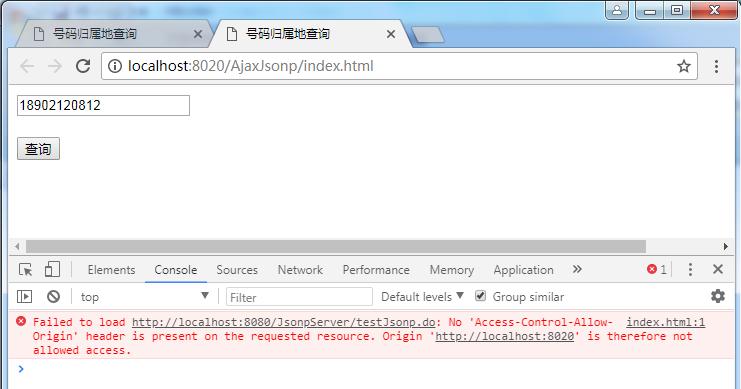 号码归属地查询 号码归属地查询
localhost:8020/AjaxJsonp/index.html
18902120812
查询
Elements Console Sources Network Performance Memory Application 1
top Filter Default levels Group similar
Failed to load http://localhost:8080/JsonpServer/testJsonp.do: No 'Access-Control-Allow- index.html:1
Origin' header is present on the requested resource. Origin 'http://localhost:8020' is therefore not
allowed access.